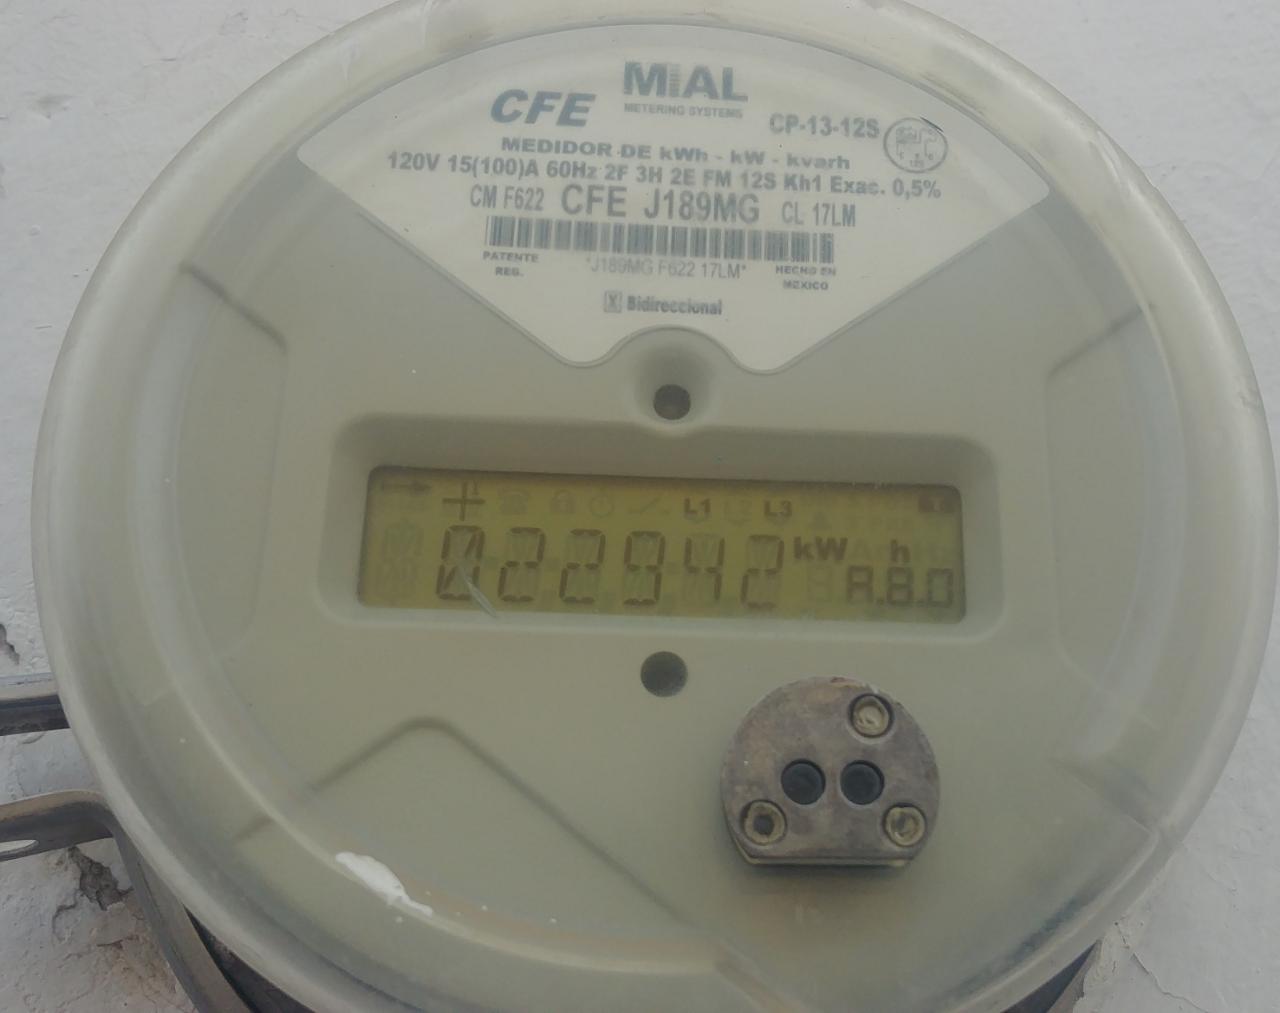 MIAL
METERING SYSTEMS
CFE
CP-13-12S
MEDIDOR DE kWh - kW - kvarh
120V 15(100)A 60Hz 2F 3H 2E FM 12S Kh1 Exac. 0,5%
CM F622 CFE J189MG CL 17LM
PATENTE REG.
*J189MG F622 17LM*
HECHO EN MEXICO
X Bidireccional
L1 L3
022942 kW h
A.8.0